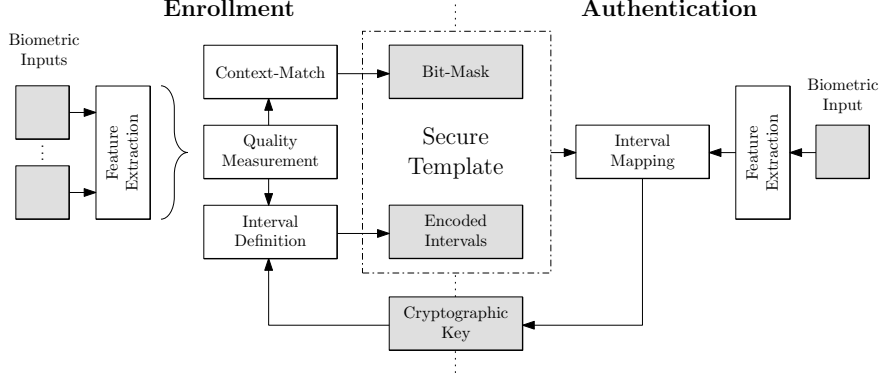 Enrollment
Authentication
Biometric
Inputs
Feature
Extraction
Context-Match
Quality
Measurement
Interval
Definition
Bit-Mask
Secure
Template
Encoded
Intervals
Cryptographic
Key
Interval
Mapping
Feature
Extraction
Biometric
Input